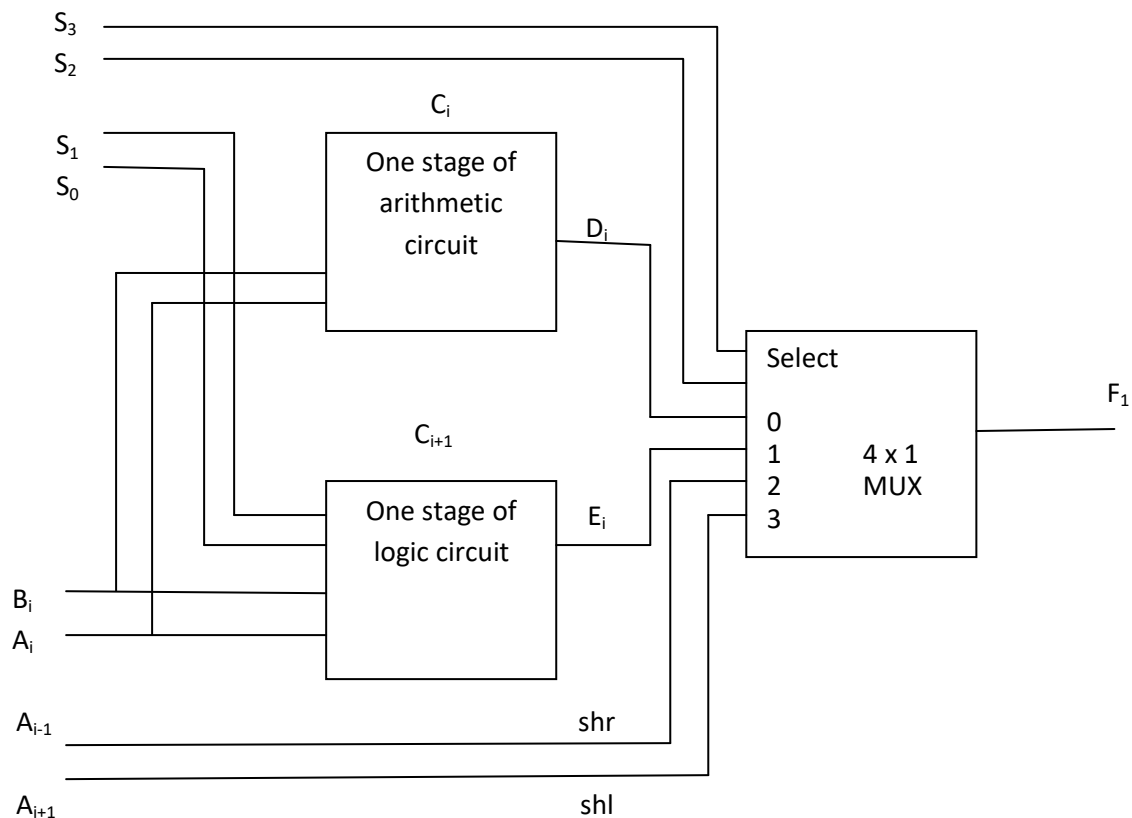 S₃
S₂
Cᵢ
S₁
S₀
One stage of
arithmetic
circuit
Dᵢ
Select
F₁
0
1
2
3
4 x 1
MUX
Cᵢ₊₁
One stage of
logic circuit
Eᵢ
Bᵢ
Aᵢ
Aᵢ₋₁
shr
Aᵢ₊₁
shl